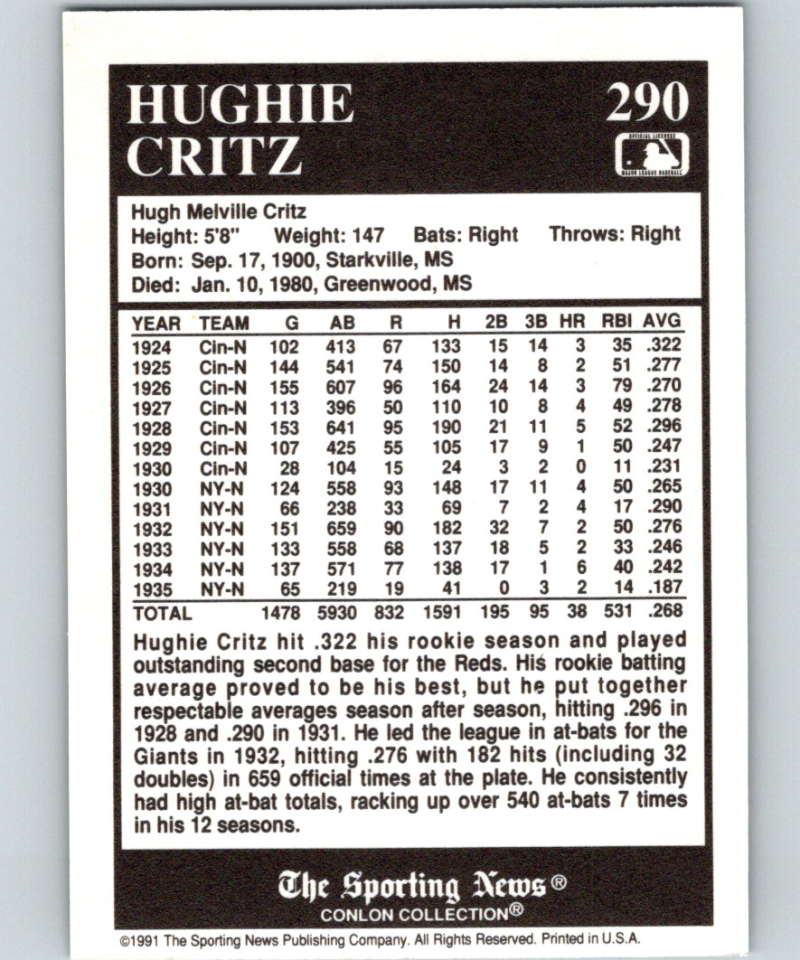 HUGHIE 290
CRITZ
OFFICIAL LICENSEE
MAJOR LEAGUE BASEBALL
Hugh Melville Critz
Height: 5'8" Weight: 147 Bats: Right Throws: Right
Born: Sep. 17, 1900, Starkville, MS
Died: Jan. 10, 1980, Greenwood, MS
YEAR TEAM G AB R H 2B 3B HR RBI AVG
1924 Cin-N 102 413 67 133 15 14 3 35 .322
1925 Cin-N 144 541 74 150 14 8 2 51 .277
1926 Cin-N 155 607 96 164 24 14 3 79 .270
1927 Cin-N 113 396 50 110 10 8 4 49 .278
1928 Cin-N 153 641 95 190 21 11 5 52 .296
1929 Cin-N 107 425 55 105 17 9 1 50 .247
1930 Cin-N 28 104 15 24 3 2 0 11 .231
1930 NY-N 124 558 93 148 17 11 4 50 .265
1931 NY-N 66 238 33 69 7 2 4 17 .290
1932 NY-N 151 659 90 182 32 7 2 50 .276
1933 NY-N 133 558 68 137 18 5 2 33 .246
1934 NY-N 137 571 77 138 17 1 6 40 .242
1935 NY-N 65 219 19 41 0 3 2 14 .187
TOTAL 1478 5930 832 1591 195 95 38 531 .268
Hughie Critz hit .322 his rookie season and played
outstanding second base for the Reds. His rookie batting
average proved to be his best, but he put together
respectable averages season after season, hitting .296 in
1928 and .290 in 1931. He led the league in at-bats for the
Giants in 1932, hitting .276 with 182 hits (including 32
doubles) in 659 official times at the plate. He consistently
had high at-bat totals, racking up over 540 at-bats 7 times
in his 12 seasons.
The Sporting News®
CONLON COLLECTION®
©1991 The Sporting News Publishing Company. All Rights Reserved. Printed in U.S.A.